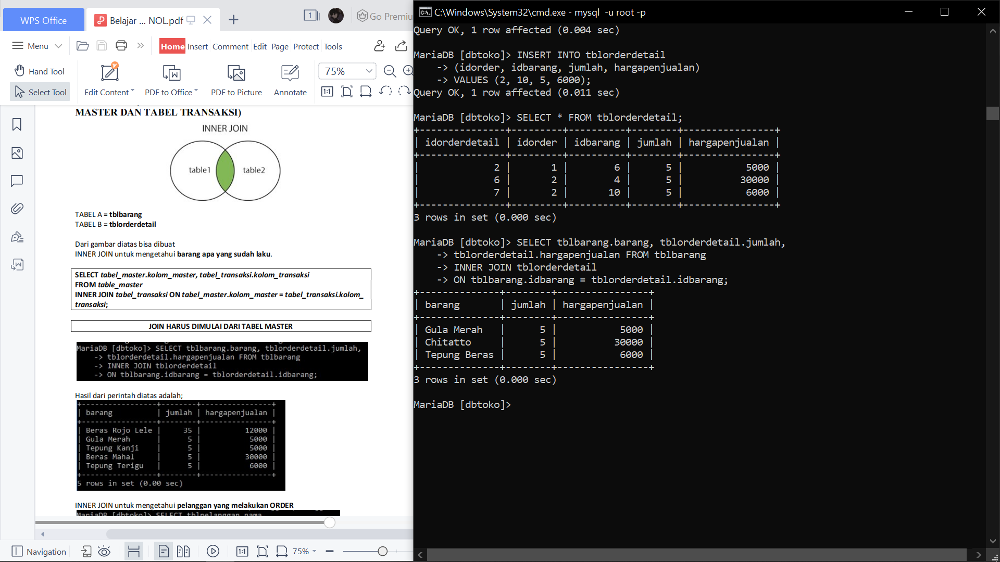 WPS Office
Belajar ... NOL.pdf
1
Go Premiu
Menu
Home Insert Comment Edit Page Protect Tools
Hand Tool
Select Tool
Edit Content
PDF to Office
PDF to Picture
Annotate
75%
1:1
MASTER DAN TABEL TRANSAKSI)
INNER JOIN
table1 table2
TABEL A = tblbarang
TABEL B = tblorderdetail
Dari gambar diatas bisa dibuat
INNER JOIN untuk mengetahui barang apa yang sudah laku.
SELECT tabel_master.kolom_master, tabel_transaksi.kolom_transaksi
FROM table_master
INNER JOIN tabel_transaksi ON tabel_master.kolom_master = tabel_transaksi.kolom_
transaksi;
JOIN HARUS DIMULAI DARI TABEL MASTER
MariaDB [dbtoko]> SELECT tblbarang.barang, tblorderdetail.jumlah,
-> tblorderdetail.hargapenjualan FROM tblbarang
-> INNER JOIN tblorderdetail
-> ON tblbarang.idbarang = tblorderdetail.idbarang;
Hasil dari perintah diatas adalah;
+-----------------+--------+----------------+
| barang | jumlah | hargapenjualan |
+-----------------+--------+----------------+
| Beras Rojo Lele | 35 | 12000 |
| Gula Merah | 5 | 5000 |
| Tepung Kanji | 5 | 5000 |
| Beras Mahal | 5 | 30000 |
| Tepung Terigu | 5 | 6000 |
+-----------------+--------+----------------+
5 rows in set (0.00 sec)
INNER JOIN untuk mengetahui pelanggan yang melakukan ORDER
MariaDB [dbtoko]> SELECT tblpelanggan.nama
Navigation
1:1
75%
C:\Windows\System32\cmd.exe - mysql  -u root -p
Query OK, 1 row affected (0.004 sec)
MariaDB [dbtoko]> INSERT INTO tblorderdetail
-> (idorder, idbarang, jumlah, hargapenjualan)
-> VALUES (2, 10, 5, 6000);
Query OK, 1 row affected (0.011 sec)
MariaDB [dbtoko]> SELECT * FROM tblorderdetail;
+---------------+---------+----------+--------+----------------+
| idorderdetail | idorder | idbarang | jumlah | hargapenjualan |
+---------------+---------+----------+--------+----------------+
| 2 | 1 | 6 | 5 | 5000 |
| 6 | 2 | 4 | 5 | 30000 |
| 7 | 2 | 10 | 5 | 6000 |
+---------------+---------+----------+--------+----------------+
3 rows in set (0.000 sec)
MariaDB [dbtoko]> SELECT tblbarang.barang, tblorderdetail.jumlah,
-> tblorderdetail.hargapenjualan FROM tblbarang
-> INNER JOIN tblorderdetail
-> ON tblbarang.idbarang = tblorderdetail.idbarang;
+--------------+--------+----------------+
| barang | jumlah | hargapenjualan |
+--------------+--------+----------------+
| Gula Merah | 5 | 5000 |
| Chitatto | 5 | 30000 |
| Tepung Beras | 5 | 6000 |
+--------------+--------+----------------+
3 rows in set (0.000 sec)
MariaDB [dbtoko]>